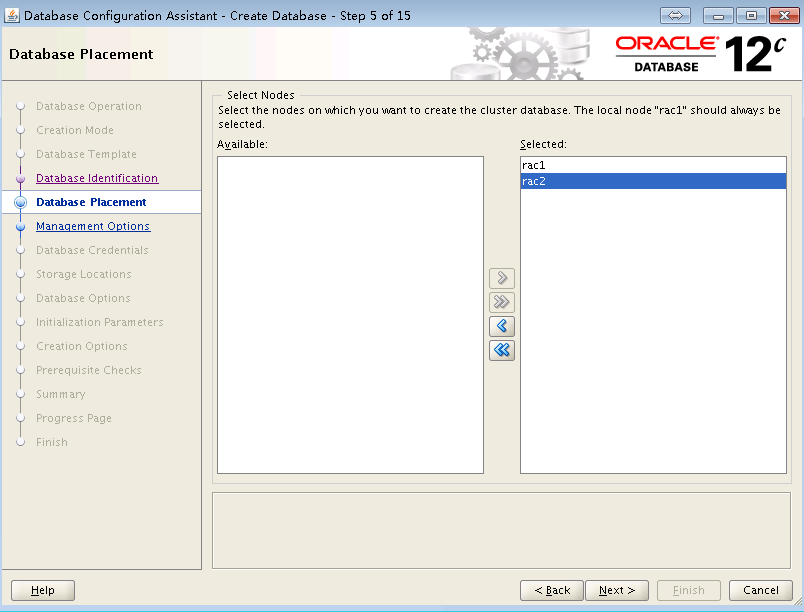 Database Configuration Assistant - Create Database - Step 5 of 15
Database Placement
ORACLE®
DATABASE
12c
Database Operation
Creation Mode
Database Template
Database Identification
Database Placement
Management Options
Database Credentials
Storage Locations
Database Options
Initialization Parameters
Creation Options
Prerequisite Checks
Summary
Progress Page
Finish
Select Nodes
Select the nodes on which you want to create the cluster database. The local node "rac1" should always be
selected.
Available:
Selected:
rac1
rac2
Help
< Back
Next >
Finish
Cancel